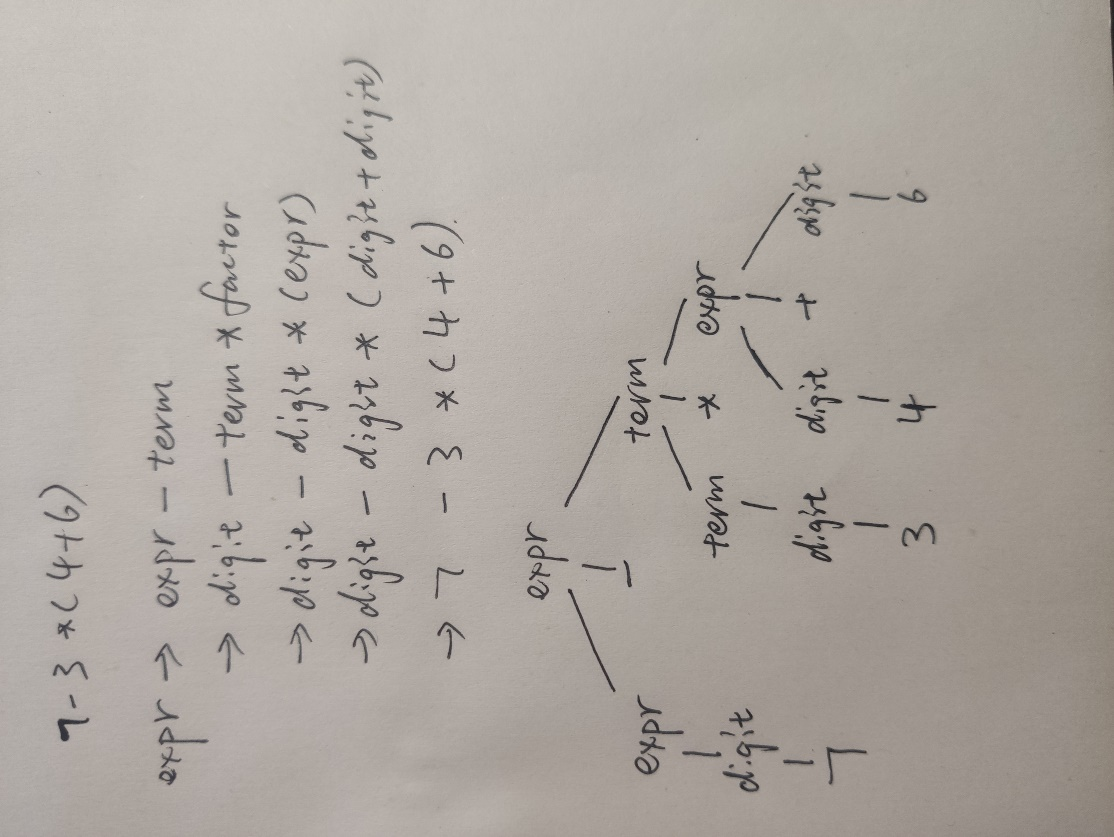 7-3 * (4+6)
expr → expr - term
→ digit - term * factor
→ digit - digit * (expr)
→ digit - digit * (digit + digit)
→ 7 - 3 * (4 + 6).
expr
expr - term
digit term * expr
7 digit digit + digit
3 4 6